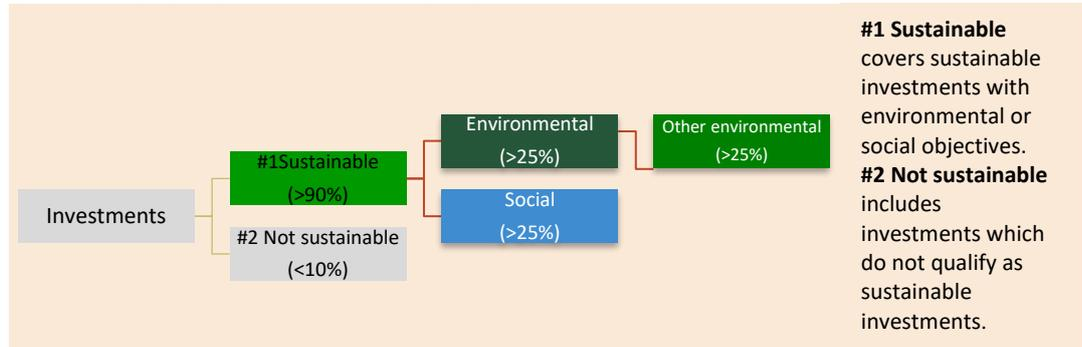 Investments
#1Sustainable
(>90%)
#2 Not sustainable
(<10%)
Environmental
(>25%)
Social
(>25%)
Other environmental
(>25%)
#1 Sustainable
covers sustainable
investments with
environmental or
social objectives.
#2 Not sustainable
includes
investments which
do not qualify as
sustainable
investments.